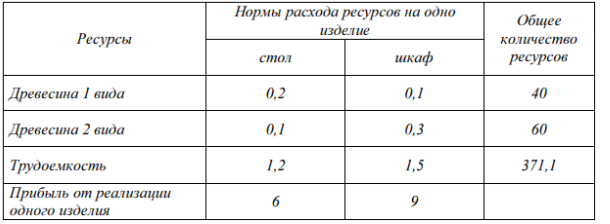 Ресурсы
Нормы расхода ресурсов на одно
изделие
Общее
количество
ресурсов
стол
шкаф
Древесина 1 вида
0,2
0,1
40
Древесина 2 вида
0,1
0,3
60
Трудоемкость
1,2
1,5
371,1
Прибыль от реализации
одного изделия
6
9